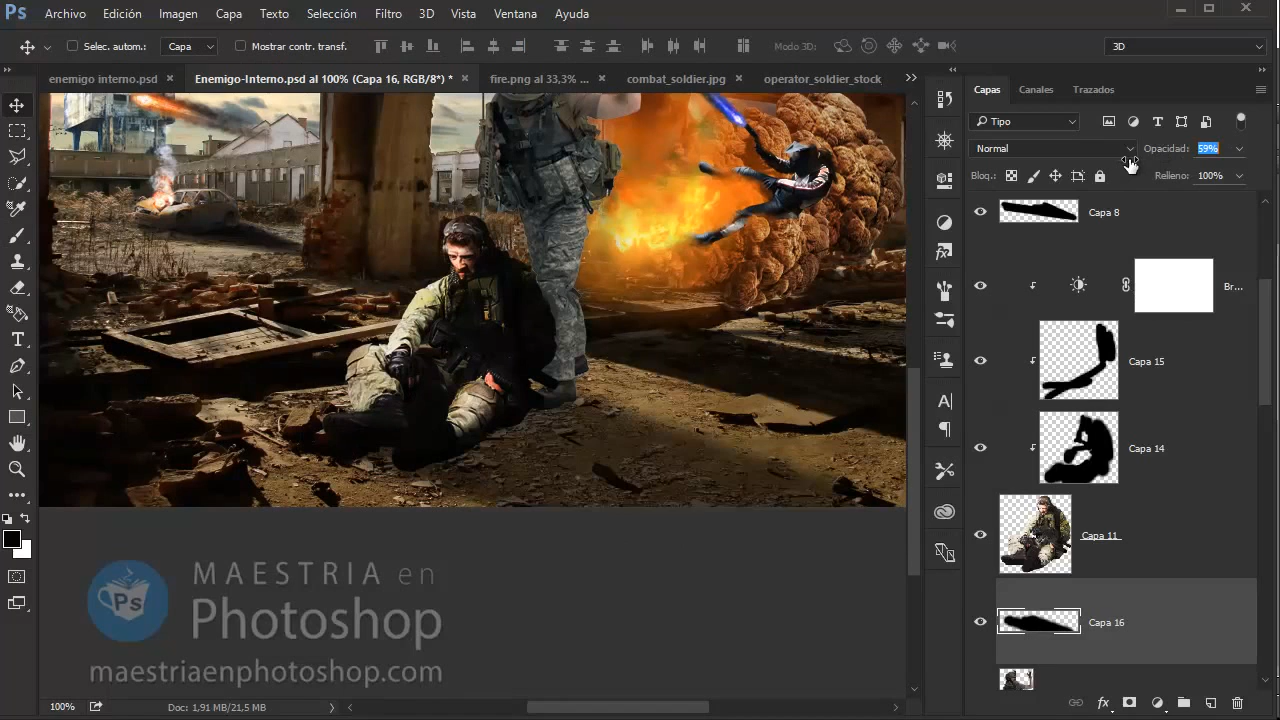 Ps Archivo Edición Imagen Capa Texto Selección Filtro 3D Vista Ventana Ayuda
Selec. autom.: Capa Mostrar contr. transf. Modo 3D: 3D
enemigo interno.psd × Enemigo-Interno.psd al 100% (Capa 16, RGB/8*) * × fire.png al 33,3% ... × combat_soldier.jpg × operator_soldier_stock
Capas Canales Trazados
Tipo
Normal Opacidad: 59%
Bloq.: Relleno: 100%
Capa 8
Br...
Capa 15
Capa 14
Capa 11
Capa 16
Ps
MAESTRIA en
Photoshop
maestriaenphotoshop.com
100% Doc: 1,91 MB/21,5 MB